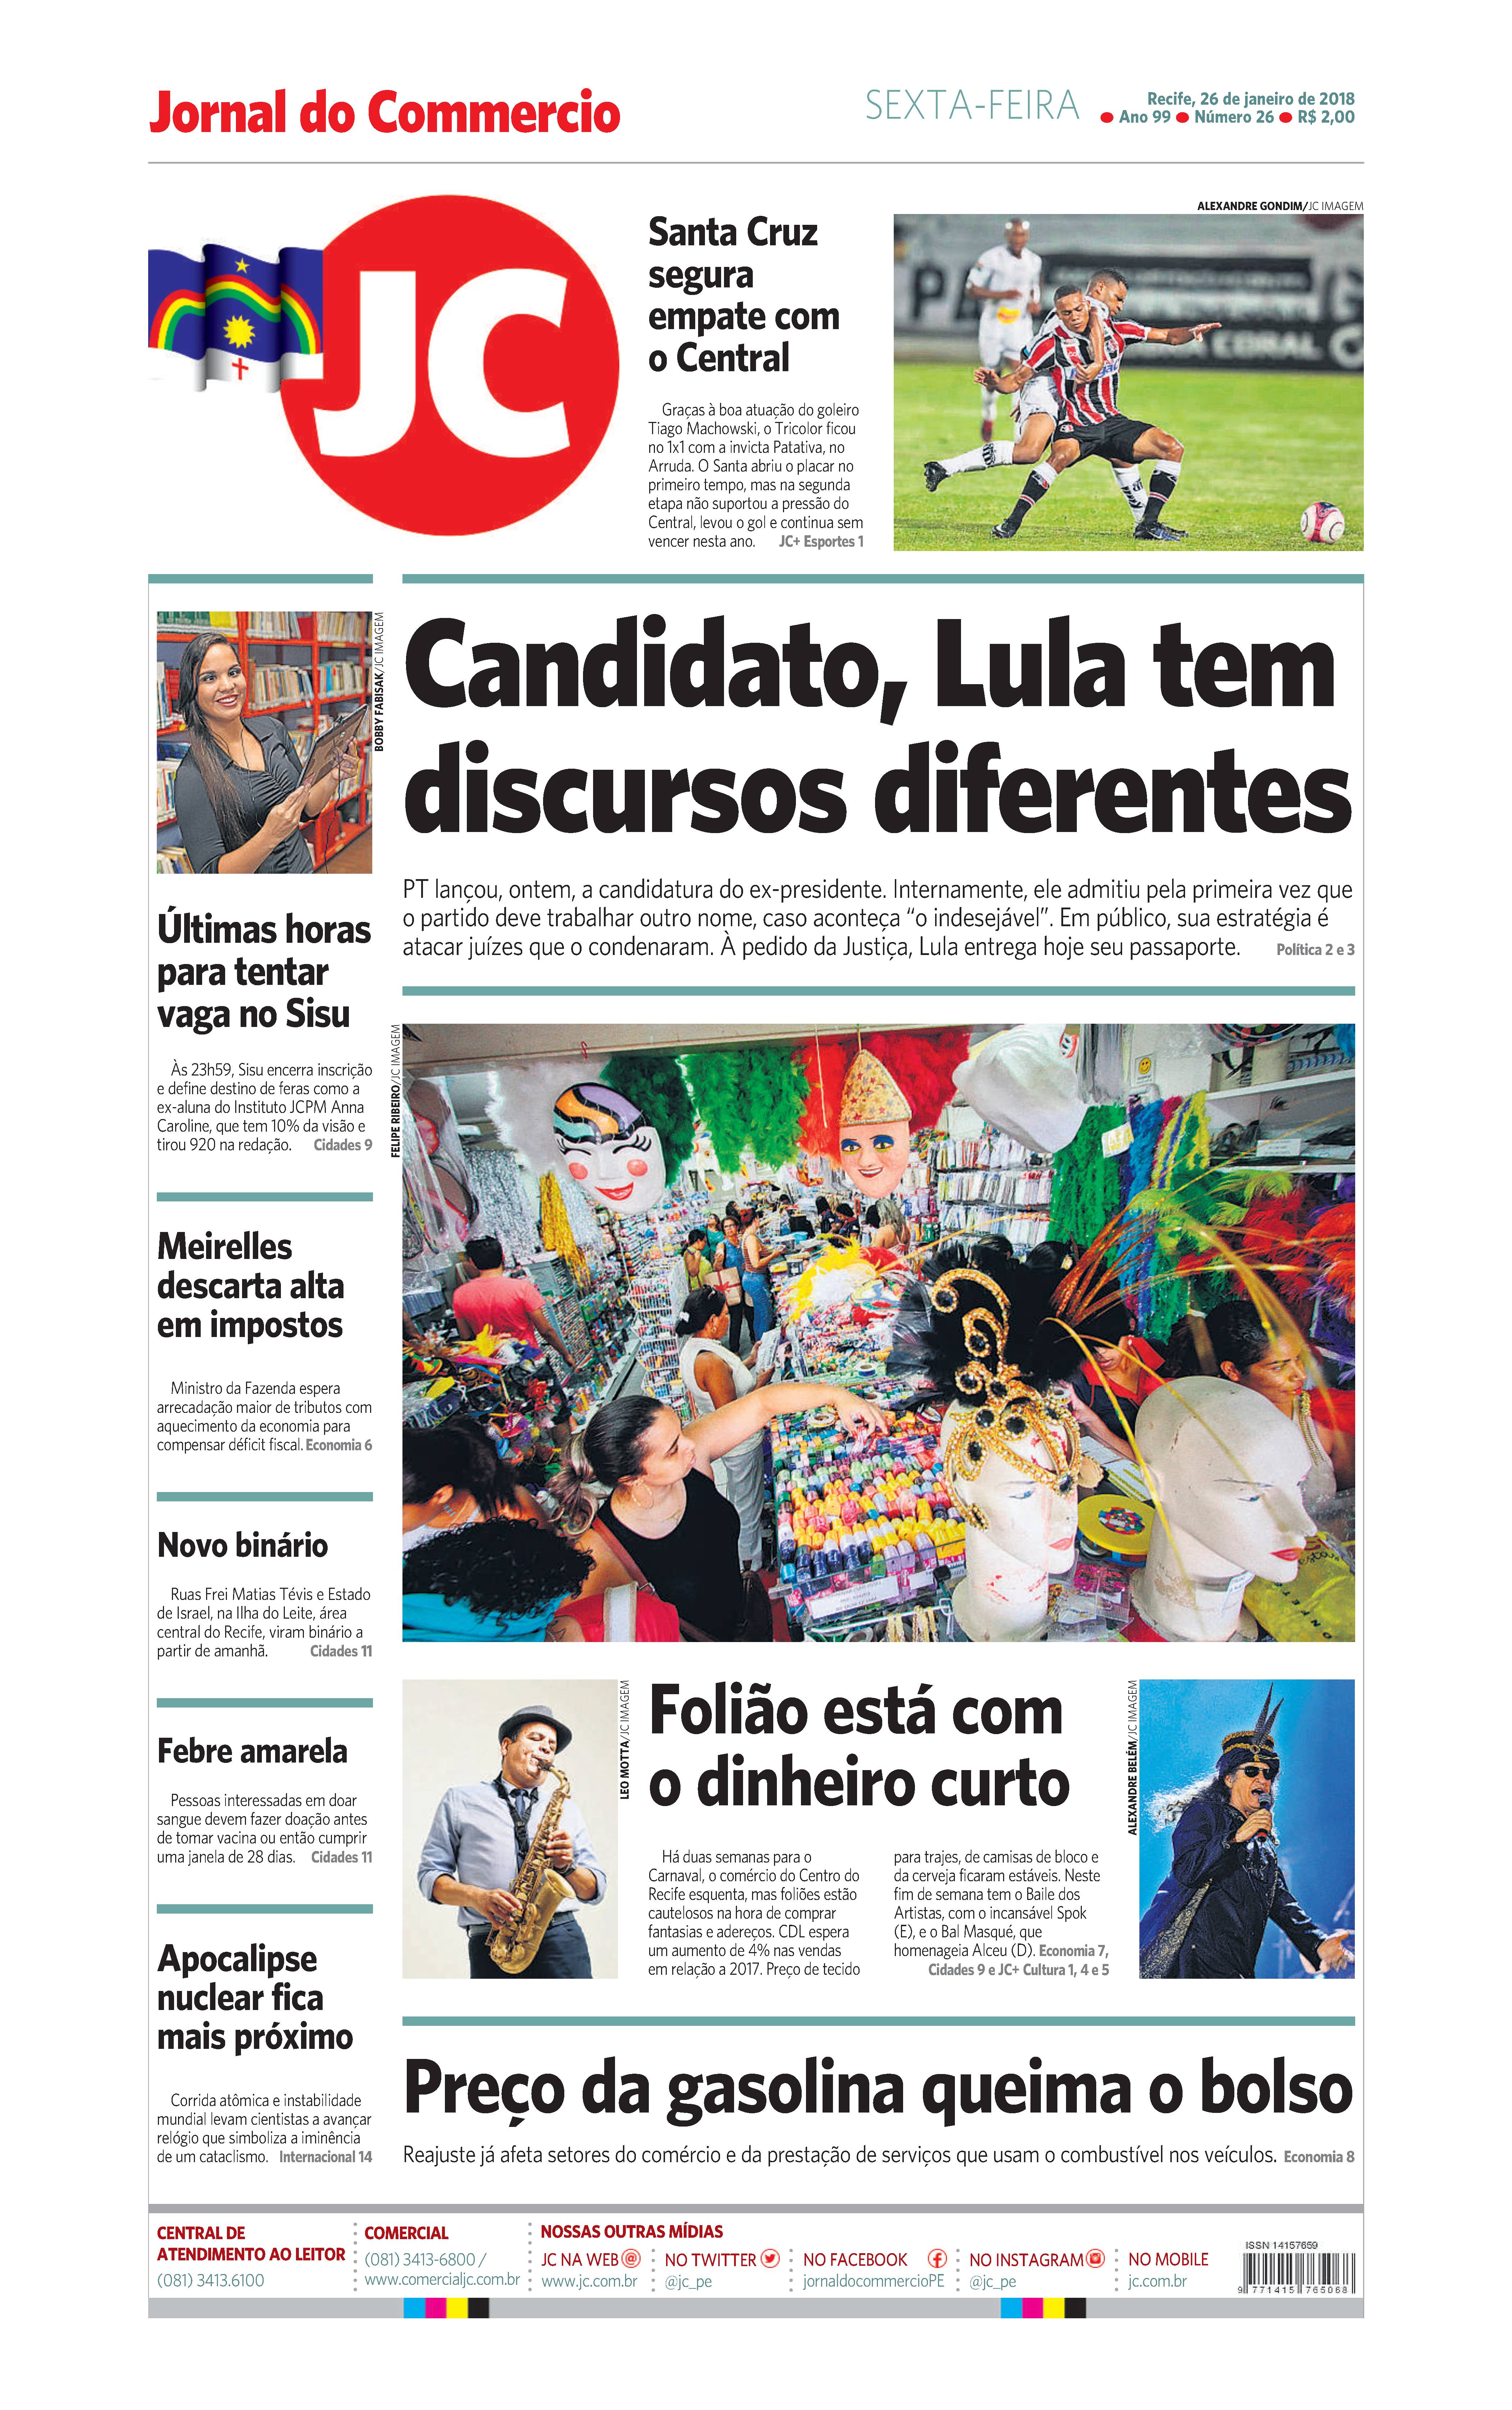 Jornal do Commercio
SEXTA-FEIRA
Recife, 26 de janeiro de 2018
● Ano 99 ● Número 26 ● R$ 2,00
JC
Santa Cruz
segura
empate com
o Central
Graças à boa atuação do goleiro
Tiago Machowski, o Tricolor ficou
no 1x1 com a invicta Patativa, no
Arruda. O Santa abriu o placar no
primeiro tempo, mas na segunda
etapa não suportou a pressão do
Central, levou o gol e continua sem
vencer nesta ano. JC+ Esportes 1
ALEXANDRE GONDIM/JC IMAGEM
BOBBY FABISAK/JC IMAGEM
Últimas horas
para tentar
vaga no Sisu
Às 23h59, Sisu encerra inscrição
e define destino de feras como a
ex-aluna do Instituto JCPM Anna
Caroline, que tem 10% da visão e
tirou 920 na redação. Cidades 9
Meirelles
descarta alta
em impostos
Ministro da Fazenda espera
arrecadação maior de tributos com
aquecimento da economia para
compensar déficit fiscal. Economia 6
Novo binário
Ruas Frei Matias Tévis e Estado
de Israel, na Ilha do Leite, área
central do Recife, viram binário a
partir de amanhã. Cidades 11
Febre amarela
Pessoas interessadas em doar
sangue devem fazer doação antes
de tomar vacina ou então cumprir
uma janela de 28 dias. Cidades 11
Apocalipse
nuclear fica
mais próximo
Corrida atômica e instabilidade
mundial levam cientistas a avançar
relógio que simboliza a iminência
de um cataclismo. Internacional 14
Candidato, Lula tem
discursos diferentes
PT lançou, ontem, a candidatura do ex-presidente. Internamente, ele admitiu pela primeira vez que
o partido deve trabalhar outro nome, caso aconteça “o indesejável”. Em público, sua estratégia é
atacar juízes que o condenaram. À pedido da Justiça, Lula entrega hoje seu passaporte. Política 2 e 3
FELIPE RIBEIRO/JC IMAGEM
LEO MOTTA/JC IMAGEM
Folião está com
o dinheiro curto
Há duas semanas para o
Carnaval, o comércio do Centro do
Recife esquenta, mas foliões estão
cautelosos na hora de comprar
fantasias e adereços. CDL espera
um aumento de 4% nas vendas
em relação a 2017. Preço de tecido
para trajes, de camisas de bloco e
da cerveja ficaram estáveis. Neste
fim de semana tem o Baile dos
Artistas, com o incansável Spok
(E), e o Bal Masqué, que
homenageia Alceu (D). Economia 7,
Cidades 9 e JC+ Cultura 1, 4 e 5
ALEXANDRE BELÉM/JC IMAGEM
Preço da gasolina queima o bolso
Reajuste já afeta setores do comércio e da prestação de serviços que usam o combustível nos veículos. Economia 8
CENTRAL DE
ATENDIMENTO AO LEITOR
(081) 3413.6100
COMERCIAL
(081) 3413-6800 /
www.comercialjc.com.br
NOSSAS OUTRAS MÍDIAS
JC NA WEB
www.jc.com.br
NO TWITTER
@jc_pe
NO FACEBOOK
jornaldocommercioPE
NO INSTAGRAM
@jc_pe
NO MOBILE
jc.com.br
ISSN 14157659
9 771415 765068